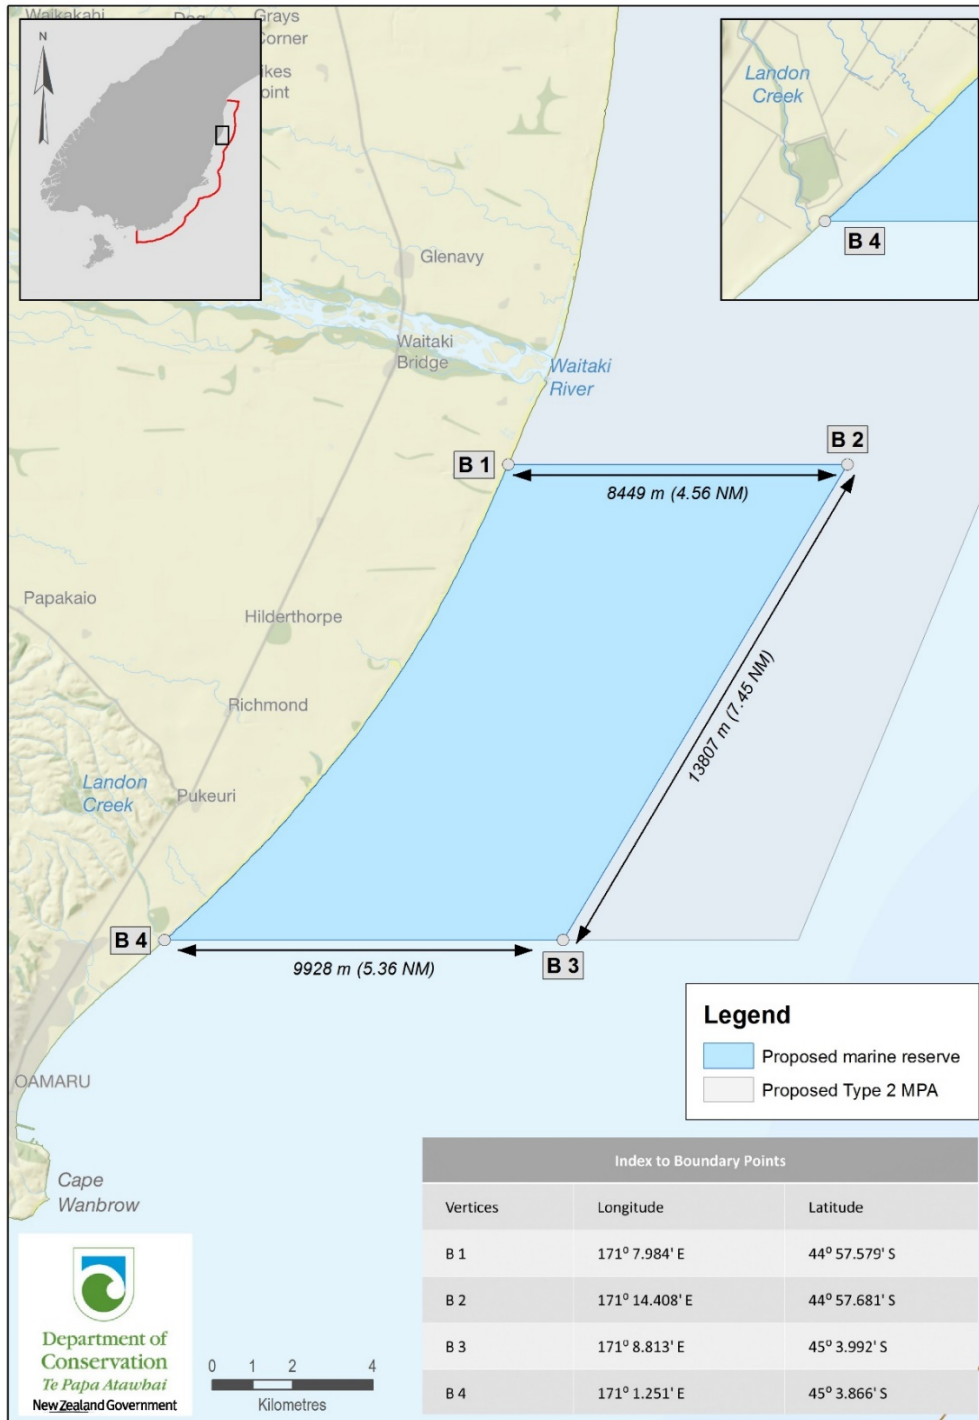 Waikakahi
Grays
Corner
N
Landon
Creek
B 4
Glenavy
Waitaki
Bridge
Waitaki
River
B 1
B 2
8449 m (4.56 NM)
Papakaio
Hilderthorpe
13807 m (7.45 NM)
Richmond
Landon
Creek
Pukeuri
B 4
9928 m (5.36 NM)
B 3
Legend
Proposed marine reserve
Proposed Type 2 MPA
OAMARU
Cape
Wanbrow
Index to Boundary Points
Vertices Longitude Latitude
B 1 171° 7.984' E 44° 57.579' S
B 2 171° 14.408' E 44° 57.681' S
B 3 171° 8.813' E 45° 3.992' S
B 4 171° 1.251' E 45° 3.866' S
Department of
Conservation
Te Papa Atawhai
New Zealand Government
0 1 2 4
Kilometres